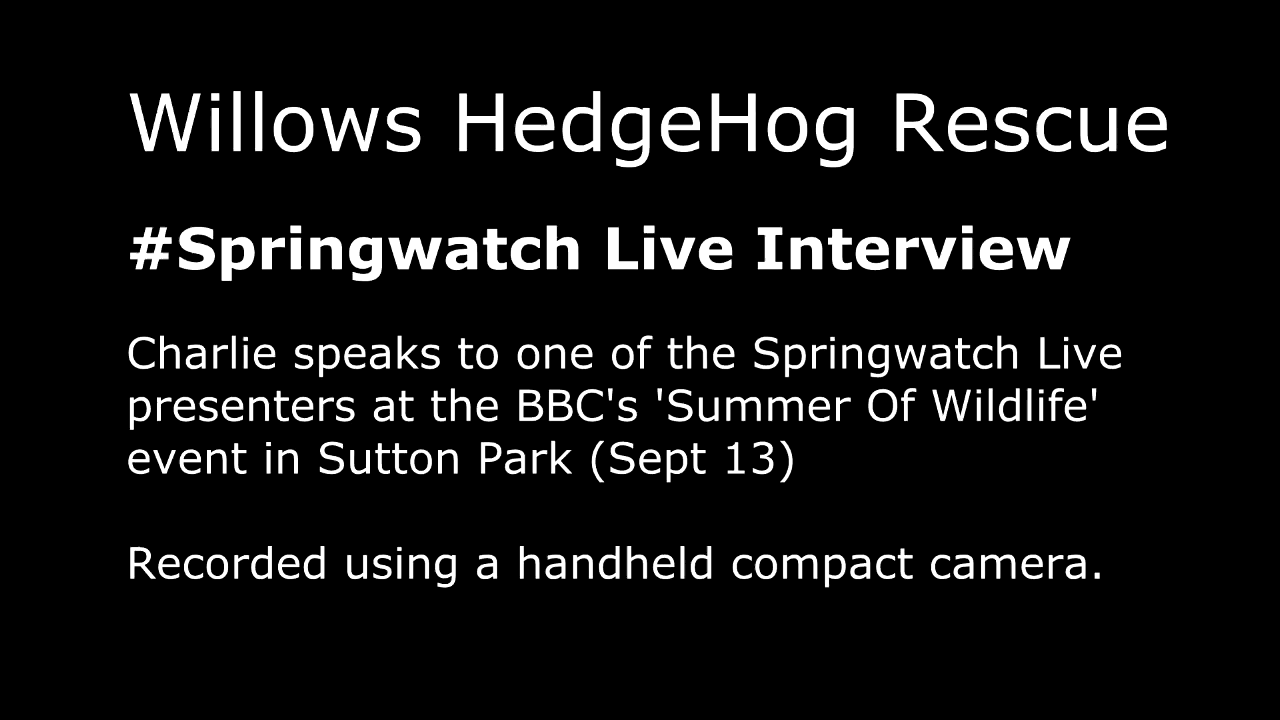 Willows HedgeHog Rescue
#Springwatch Live Interview
Charlie speaks to one of the Springwatch Live
presenters at the BBC's 'Summer Of Wildlife'
event in Sutton Park (Sept 13)
Recorded using a handheld compact camera.